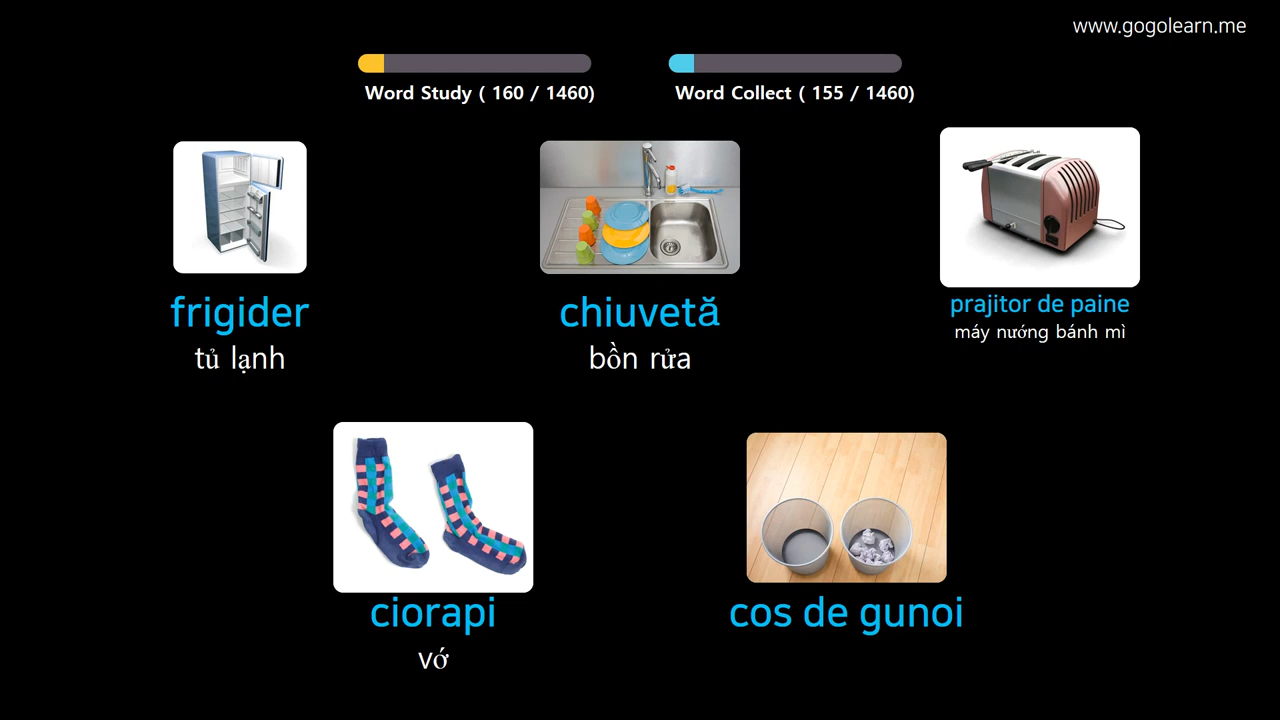 www.gogolearn.me
Word Study ( 160 / 1460)
Word Collect ( 155 / 1460)
frigider
tủ lạnh
chiuvetă
bồn rửa
prajitor de paine
máy nướng bánh mì
ciorapi
vớ
cos de gunoi